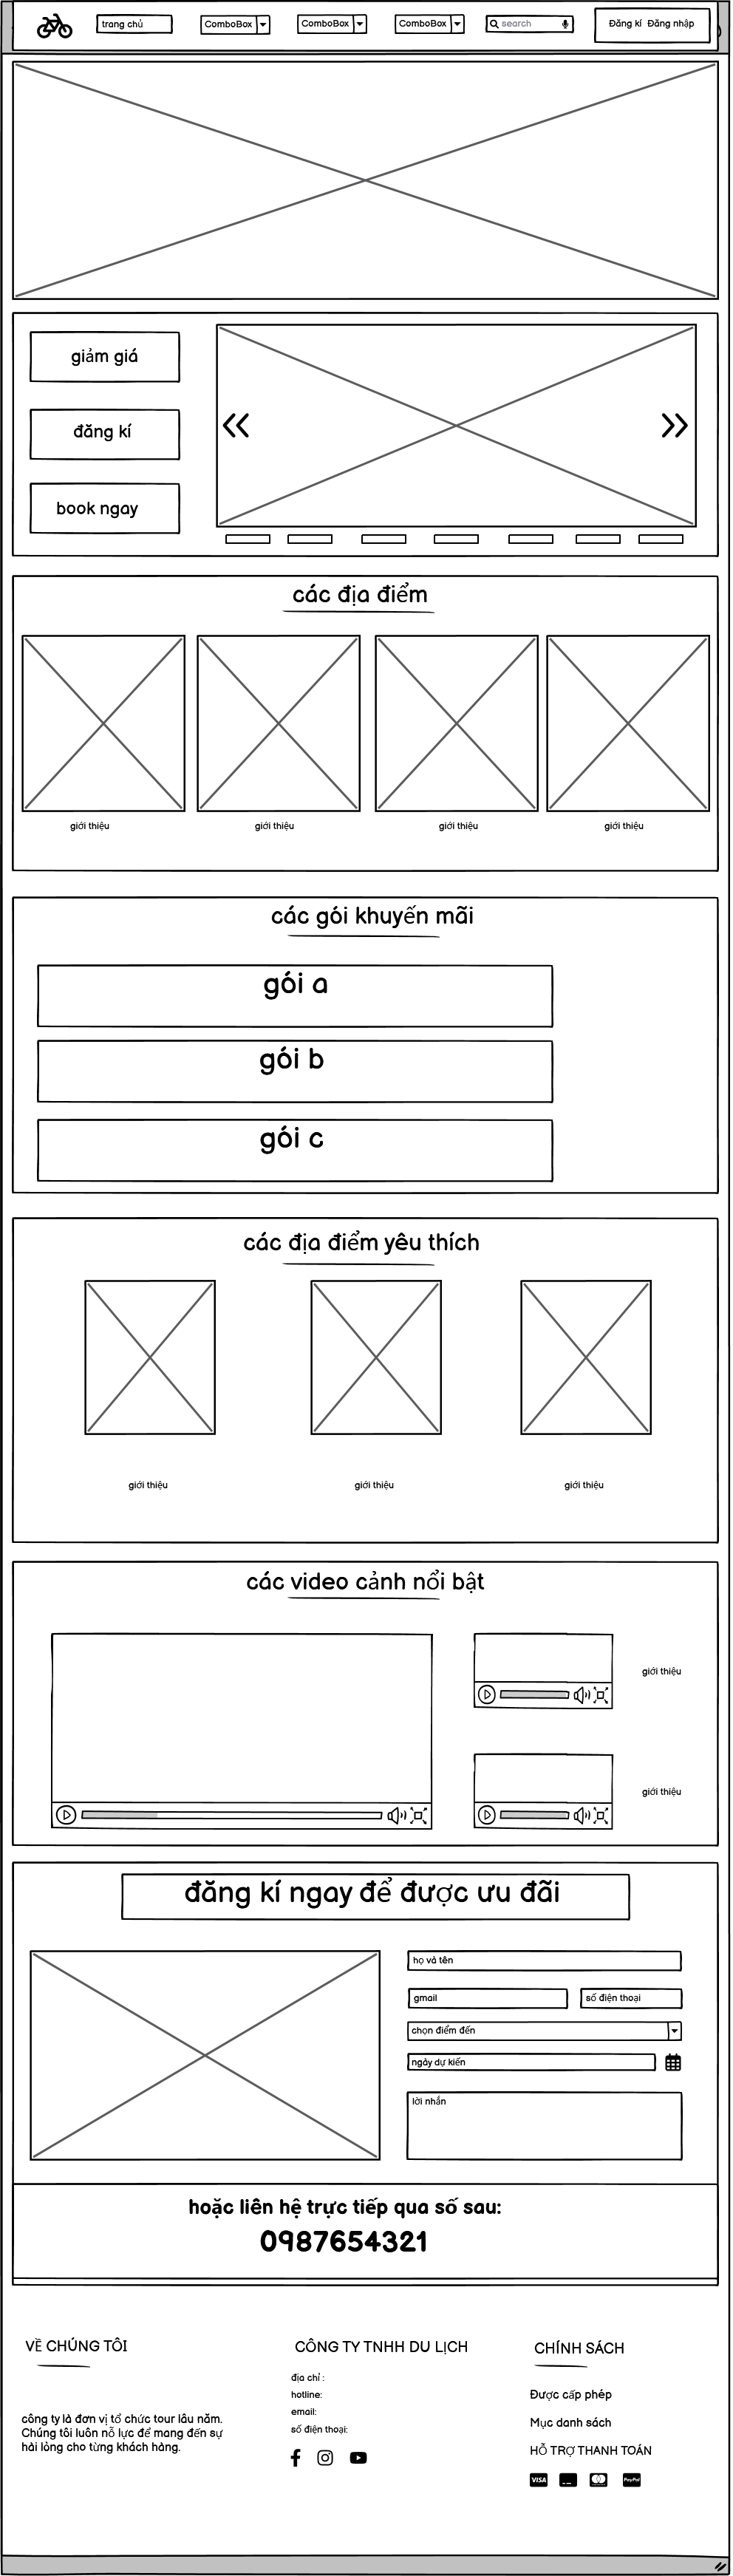 trang chủ
ComboBox
ComboBox
ComboBox
search
Đăng kí Đăng nhập
giảm giá
đăng kí
book ngay
các địa điểm
giới thiệu
giới thiệu
giới thiệu
giới thiệu
các gói khuyến mãi
gói a
gói b
gói c
các địa điểm yêu thích
giới thiệu
giới thiệu
giới thiệu
các video cảnh nổi bật
giới thiệu
giới thiệu
đăng kí ngay để được ưu đãi
họ và tên
gmail
số điện thoại
chọn điểm đến
ngày dự kiến
lời nhắn
hoặc liên hệ trực tiếp qua số sau:
0987654321
VỀ CHÚNG TÔI
công ty là đơn vị tổ chức tour lâu năm.
Chúng tôi luôn nỗ lực để mang đến sự
hài lòng cho từng khách hàng.
CÔNG TY TNHH DU LỊCH
địa chỉ :
hotline:
email:
số điện thoại:
CHÍNH SÁCH
Được cấp phép
Mục danh sách
HỖ TRỢ THANH TOÁN
VISA
PayPal